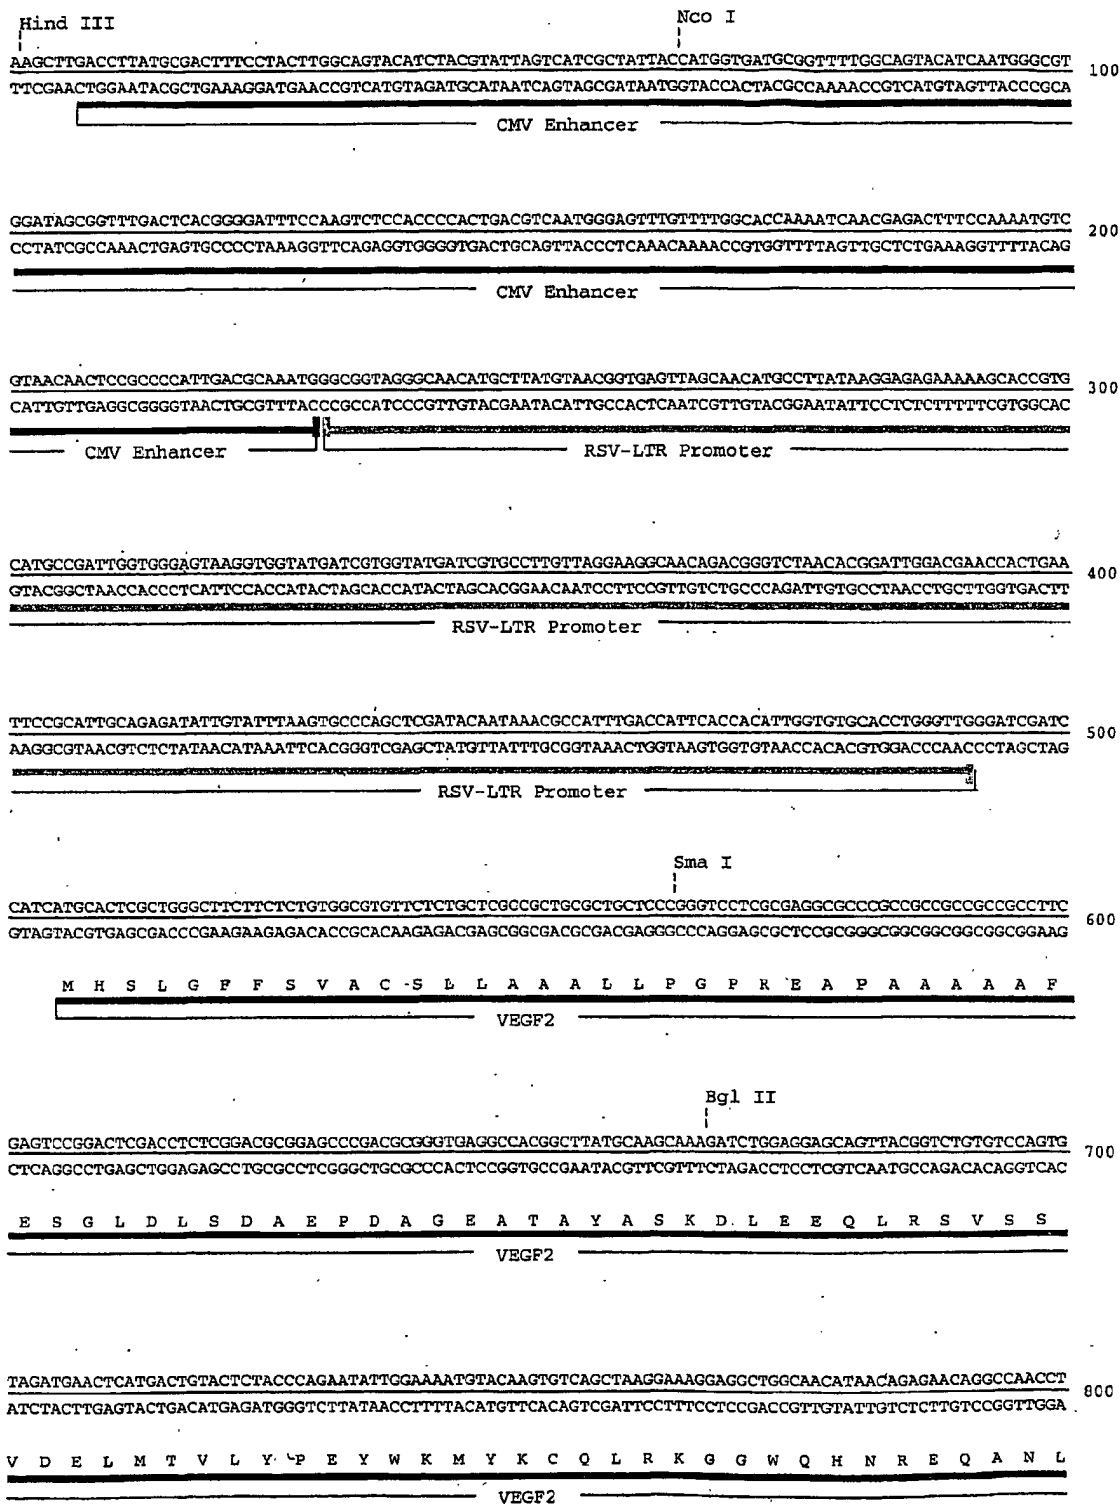 Hind III
Nco I
AAGCTTGACCTTATGCGACTTTCCTACTTGGCAGTACATCTACGTATTAGTCATCGCTATTACCATGGTGATGCGGTTTTGGCAGTACATCAATGGGCGT
100
TTCGAACTGGAATACGCTGAAAGGATGAACCGTCATGTAGATGCATAATCAGTAGCGATAATGGTACCACTACGCCAAAACCGTCATGTAGTTACCCGCA
CMV Enhancer
GGATAGCGGTTTGACTCACGGGGATTTCCAAGTCTCCACCCCACTGACGTCAATGGGAGTTTGTTTTGGCACCAAAATCAACGAGACTTTCCAAAATGTC
200
CCTATCGCCAAACTGAGTGCCCCTAAAGGTTCAGAGGTGGGGTGACTGCAGTTACCCTCAAACAAAACCGTGGTTTTAGTTGCTCTGAAAGGTTTTACAG
CMV Enhancer
GTAACAACTCCGCCCCATTGACGCAAATGGGCGGTAGGGCAACATGCTTATGTAACGGTGAGTTAGCAACATGCCTTATAAGGAGAGAAAAAGCACCGTG
300
CATTGTTGAGGCGGGGTAACTGCGTTTACCCGCCATCCCGTTGTACGAATACATTGCCACTCAATCGTTGTACGGAATATTCCTCTCTTTTTCGTGGCAC
CMV Enhancer
RSV-LTR Promoter
CATGCCGATTGGTGGGAGTAAGGTGGTATGATCGTGGTATGATCGTGCCTTGTTAGGAAGGCAACAGACGGGTCTAACACGGATTGGACGAACCACTGAA
400
GTACGGCTAACCACCCTCATTCCACCATACTAGCACCATACTAGCACGGAACAATCCTTCCGTTGTCTGCCCAGATTGTGCCTAACCTGCTTGGTGACTT
RSV-LTR Promoter
TTCCGCATTGCAGAGATATTGTATTTAAGTGCCCAGCTCGATACAATAAACGCCATTTGACCATTCACCACATTGGTGTGCACCTGGGTTGGGATCGATC
500
AAGGCGTAACGTCTCTATAACATAAATTCACGGGTCGAGCTATGTTATTTGCGGTAAACTGGTAAGTGGTGTAACCACACGTGGACCCAACCCTAGCTAG
RSV-LTR Promoter
Sma I
CATCATGCACTCGCTGGGCTTCTTCTCTGTGGCGTGTTCTCTGCTCGCCGCTGCGCTGCTCCCGGGTCCTCGCGAGGCGCCCGCCGCCGCCGCCGCCTTC
600
GTAGTACGTGAGCGACCCGAAGAAGAGACACCGCACAAGAGACGAGCGGCGACGCGACGAGGGCCCAGGAGCGCTCCGCGGGCGGCGGCGGCGGCGGAAG
M H S L G F F S V A C S L L A A A L L P G P R E A P A A A A A F
VEGF2
Bgl II
GAGTCCGGACTCGACCTCTCGGACGCGGAGCCCGACGCGGGTGAGGCCACGGCTTATGCAAGCAAAGATCTGGAGGAGCAGTTACGGTCTGTGTCCAGTG
700
CTCAGGCCTGAGCTGGAGAGCCTGCGCCTCGGGCTGCGCCCACTCCGGTGCCGAATACGTTCGTTTCTAGACCTCCTCGTCAATGCCAGACACAGGTCAC
E S G L D L S D A E P D A G E A T A Y A S K D L E E Q L R S V S S
VEGF2
TAGATGAACTCATGACTGTACTCTACCCAGAATATTGGAAAATGTACAAGTGTCAGCTAAGGAAAGGAGGCTGGCAACATAACAGAGAACAGGCCAACCT
800
ATCTACTTGAGTACTGACATGAGATGGGTCTTATAACCTTTTACATGTTCACAGTCGATTCCTTTCCTCCGACCGTTGTATTGTCTCTTGTCCGGTTGGA
V D E L M T V L Y P E Y W K M Y K C Q L R K G G W Q H N R E Q A N L
VEGF2